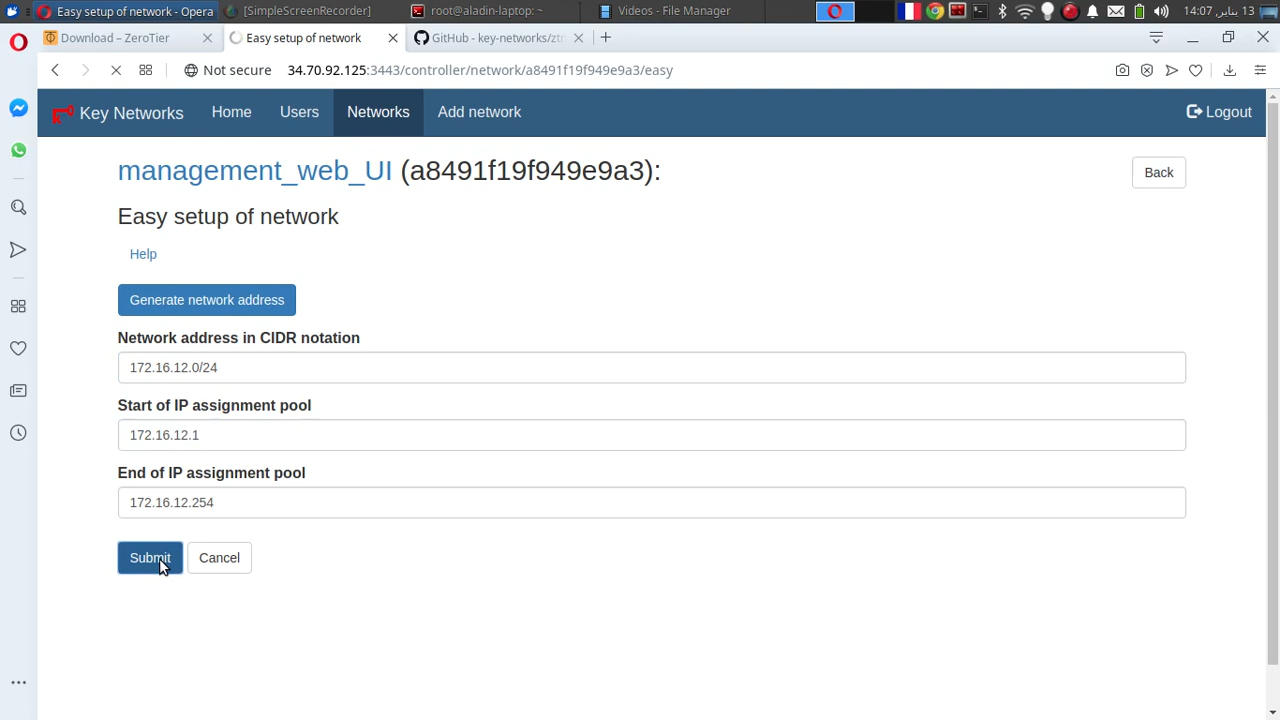 Easy setup of network - Opera
[SimpleScreenRecorder]
root@aladin-laptop: ~
Videos - File Manager
14:07 ,يناير 13
Download – ZeroTier
Easy setup of network
GitHub - key-networks/ztn
Not secure
34.70.92.125:3443/controller/network/a8491f19f949e9a3/easy
Key Networks
Home
Users
Networks
Add network
Logout
management_web_UI (a8491f19f949e9a3):
Back
Easy setup of network
Help
Generate network address
Network address in CIDR notation
172.16.12.0/24
Start of IP assignment pool
172.16.12.1
End of IP assignment pool
172.16.12.254
Submit
Cancel